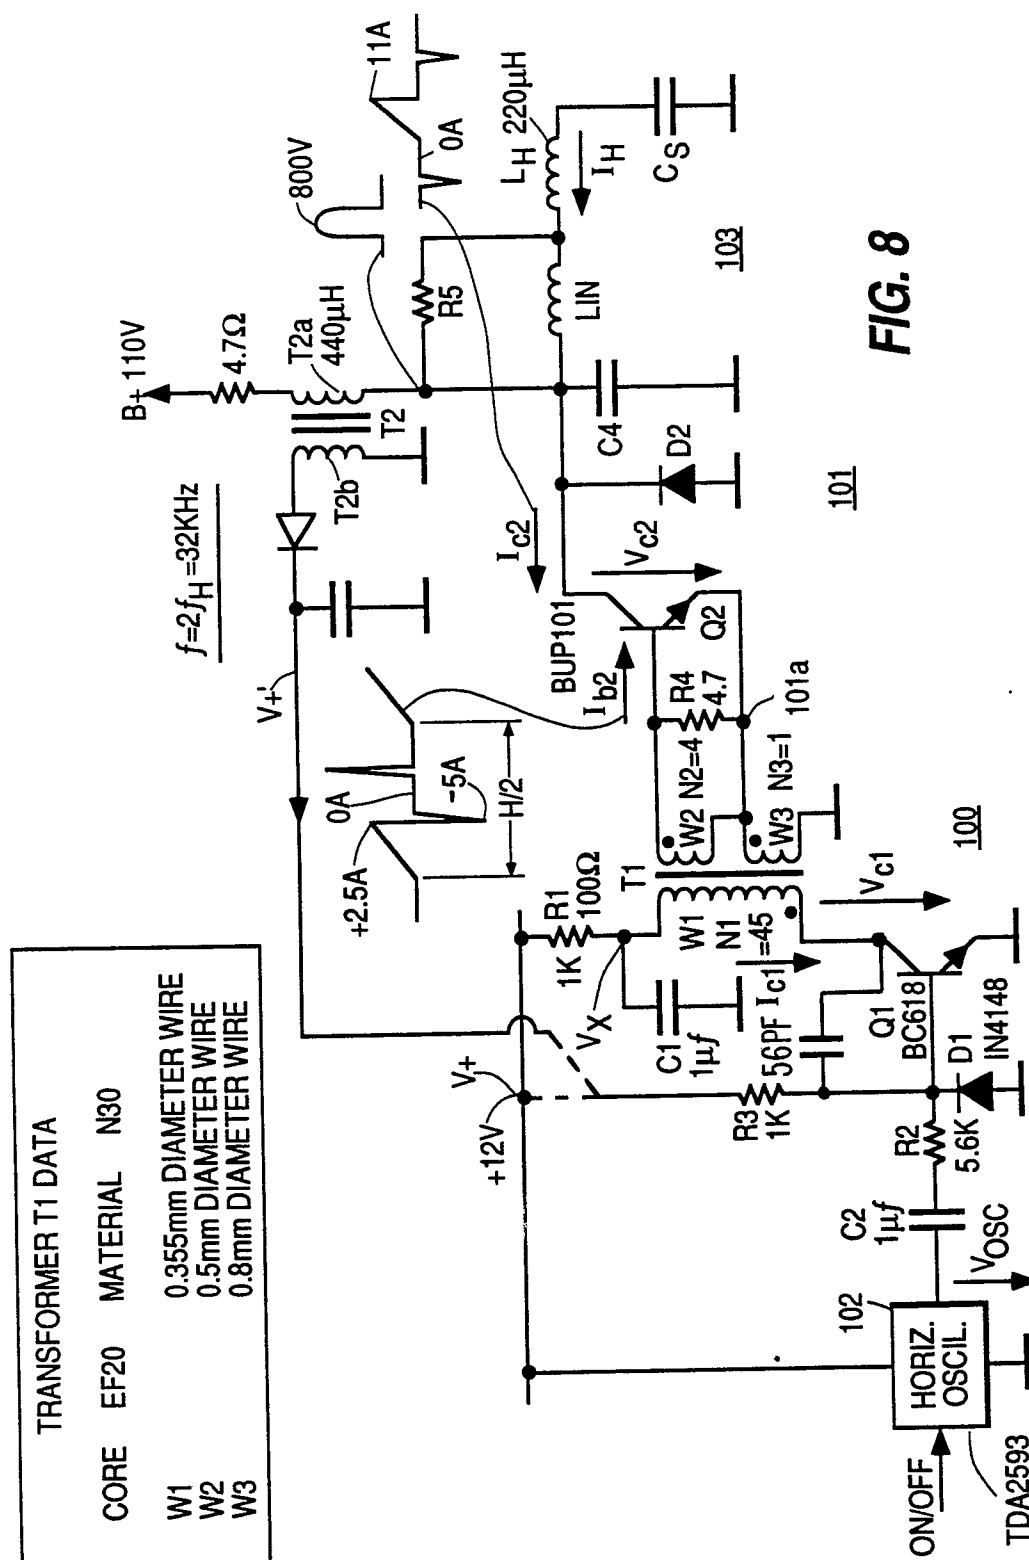 TRANSFORMER T1 DATA
CORE EF20 MATERIAL N30
W1 0.355mm DIAMETER WIRE
W2 0.5mm DIAMETER WIRE
W3 0.8mm DIAMETER WIRE
f=2fH=32KHz
B+ 110V
4.7Ω
T2a
440µH
T2
T2b
V+'
800V
11A
0A
R5
LH 220µH
IH
CS
LIN
C4
D2
103
101
FIG. 8
+2.5A
0A
-5A
H/2
Ic2
Vc2
BUP101
Q2
Ib2
R4
4.7
101a
W2 N2=4
W3 N3=1
T1
100
V+
+12V
1K
R1
100Ω
VX
C1
1µf
W1
N1
=45
Ic1
Vc1
56PF
Q1
BC618
D1
IN4148
R3
1K
R2
5.6K
C2
1µf
VOSC
102
HORIZ.
OSCIL.
ON/OFF
TDA2593